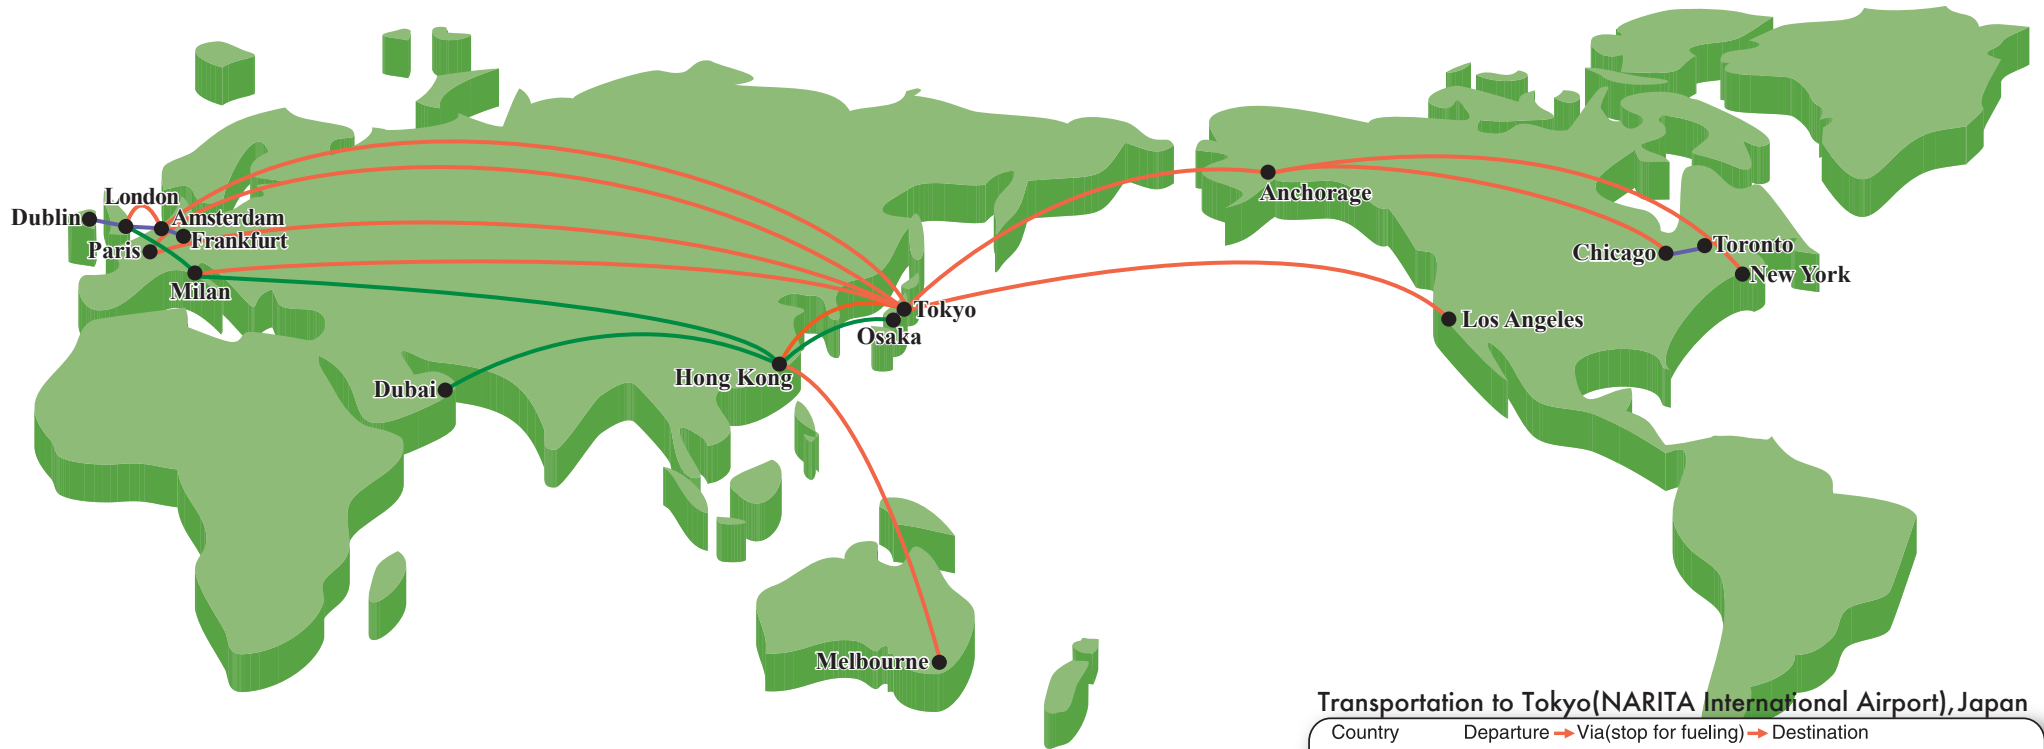 London
Dublin
Amsterdam
Frankfurt
Paris
Milan
Anchorage
Chicago
Toronto
New York
Tokyo
Osaka
Los Angeles
Hong Kong
Dubai
Melbourne
Transportation to Tokyo(NARITA International Airport),Japan
Country Departure → Via(stop for fueling) → Destination